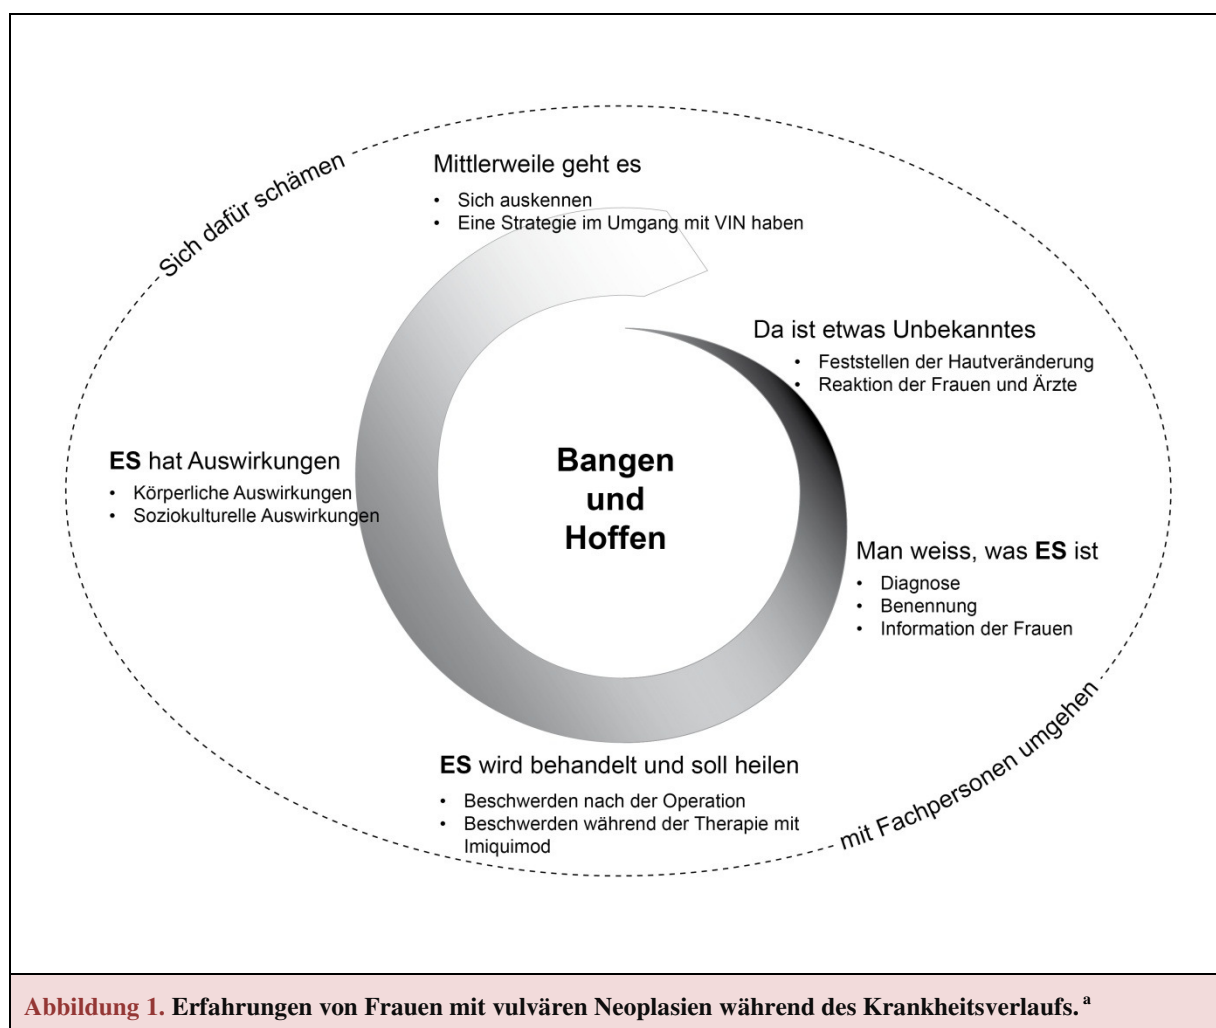 Sich dafür schämen
Mittlerweile geht es
• Sich auskennen
• Eine Strategie im Umgang mit VIN haben
Da ist etwas Unbekanntes
• Feststellen der Hautveränderung
• Reaktion der Frauen und Ärzte
Bangen
und
Hoffen
ES hat Auswirkungen
• Körperliche Auswirkungen
• Soziokulturelle Auswirkungen
Man weiss, was ES ist
• Diagnose
• Benennung
• Information der Frauen
ES wird behandelt und soll heilen
• Beschwerden nach der Operation
• Beschwerden während der Therapie mit
Imiquimod
mit Fachpersonen umgehen
Abbildung 1. Erfahrungen von Frauen mit vulvären Neoplasien während des Krankheitsverlaufs. a